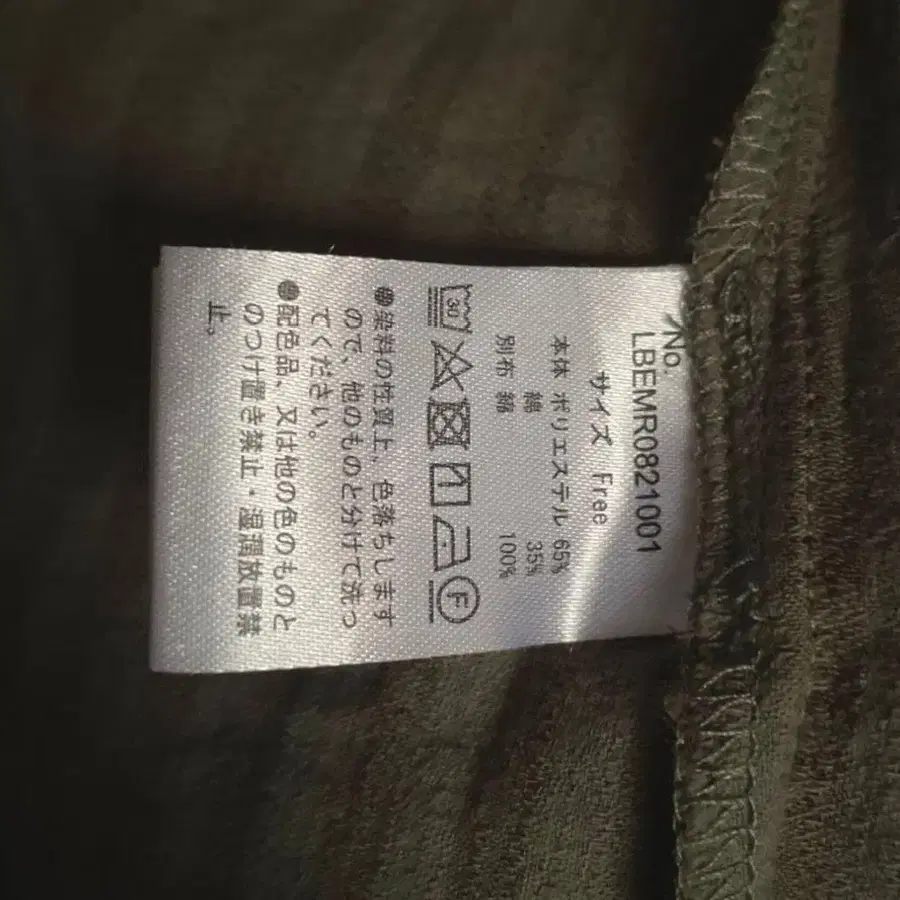 No.
LBEMR0821001
サイズ Free
本体 ポリエステル 65%
綿 35%
別布 綿 100%
30
F
●染料の性質上、色落ちします
ので、他のものと分けて洗っ
てください。
●配色品、又は他の色のものと
のつけ置き禁止・湿潤放置禁
止。